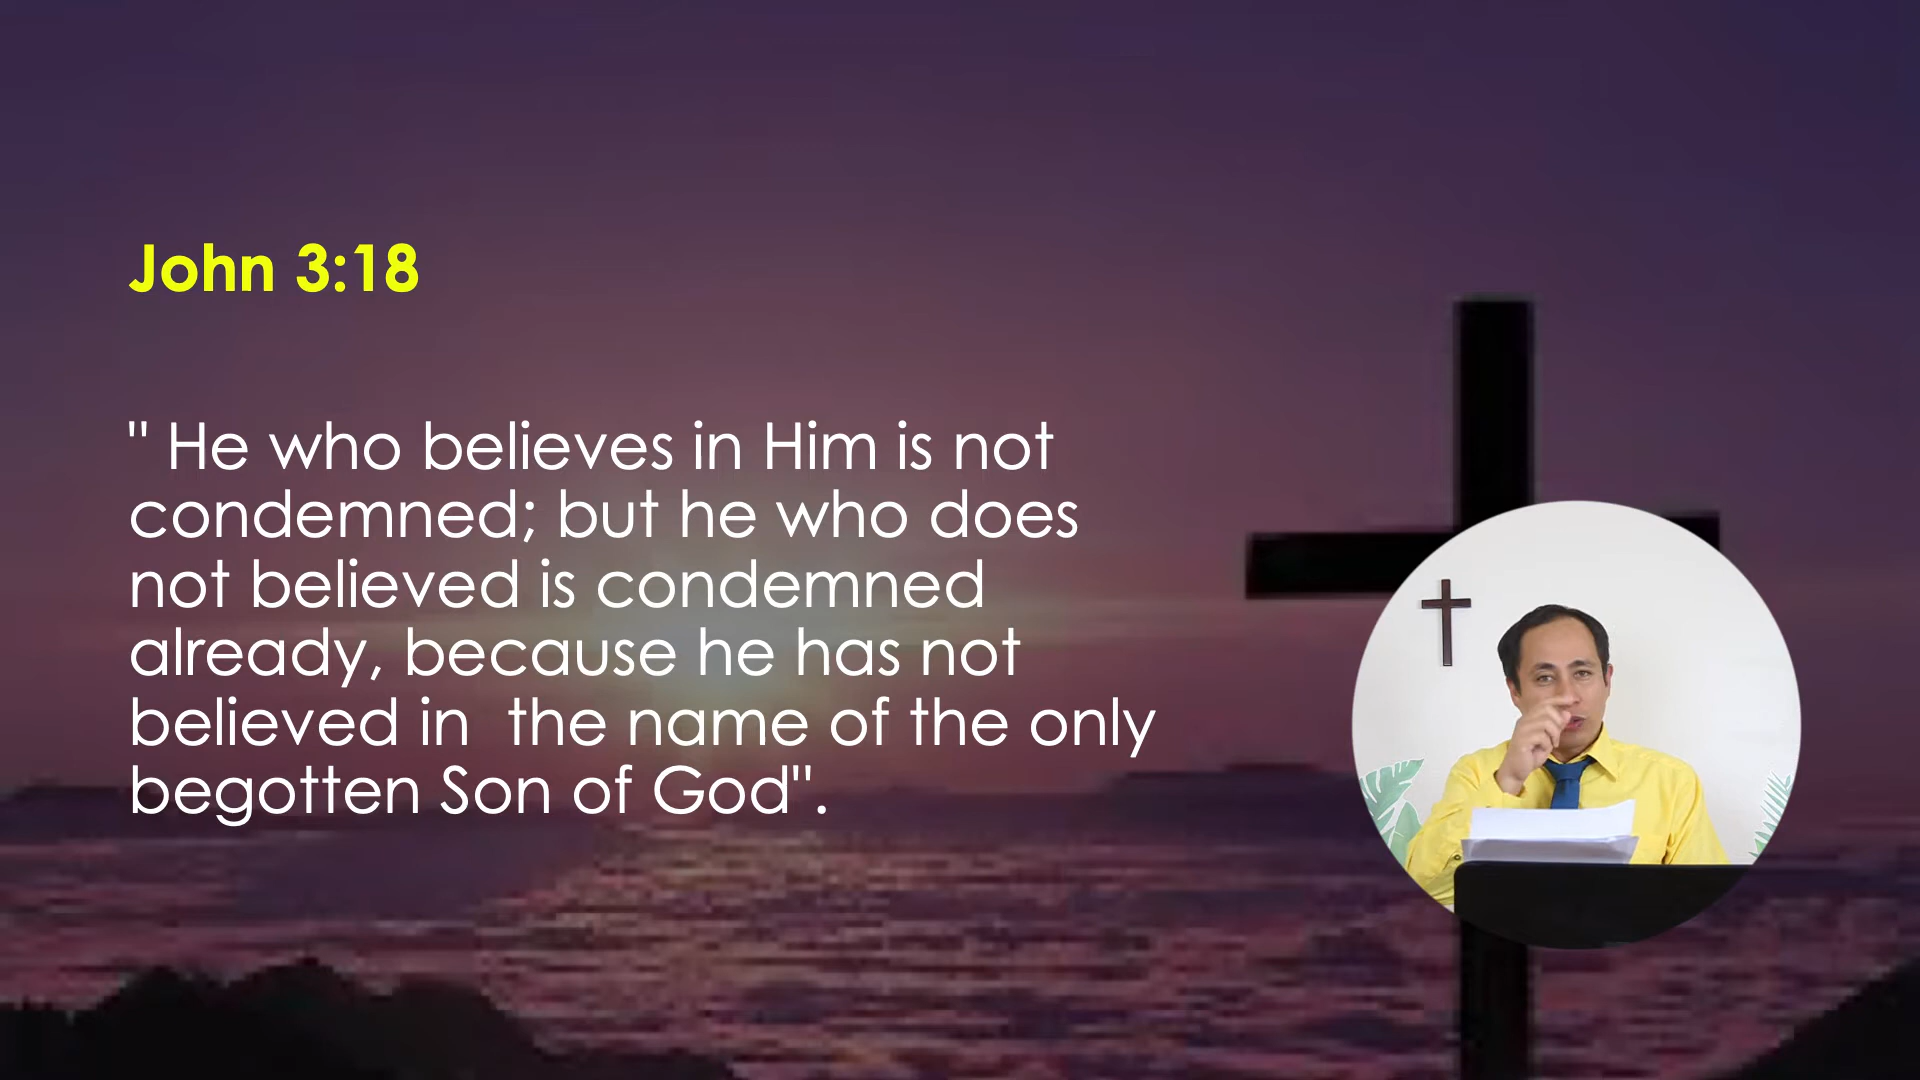 John 3:18
" He who believes in Him is not
condemned; but he who does
not believed is condemned
already, because he has not
believed in  the name of the only
begotten Son of God".